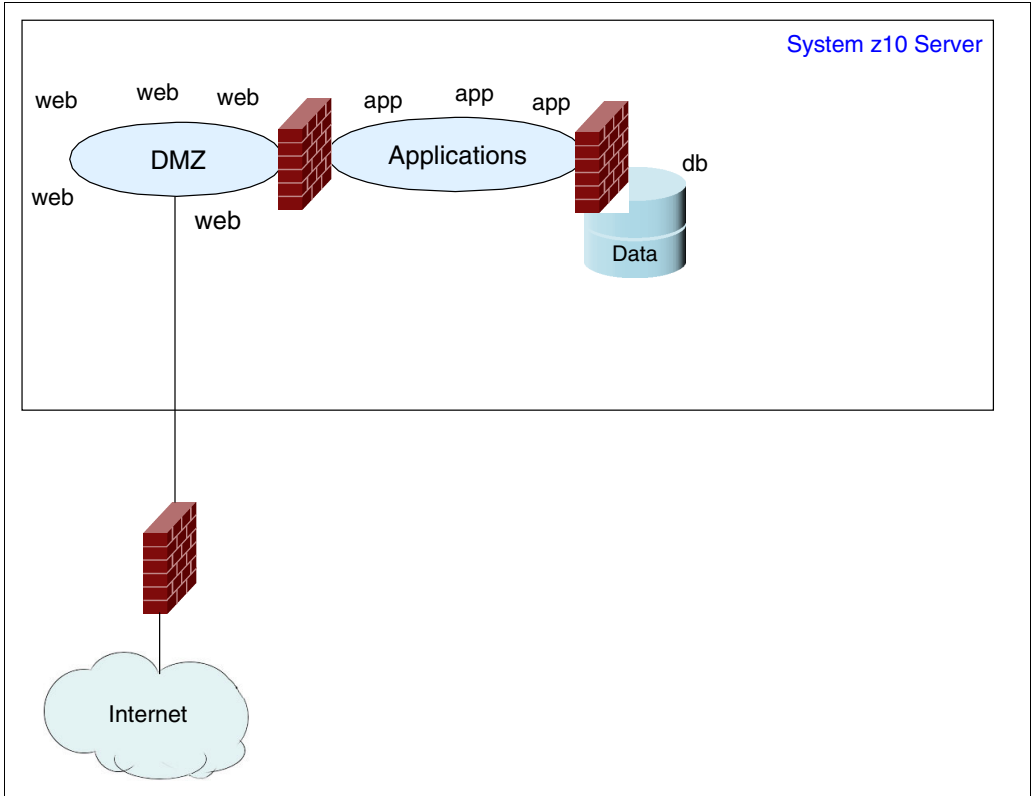 System z10 Server
web
web
web
app
app
app
DMZ
Applications
db
web
web
Data
Internet